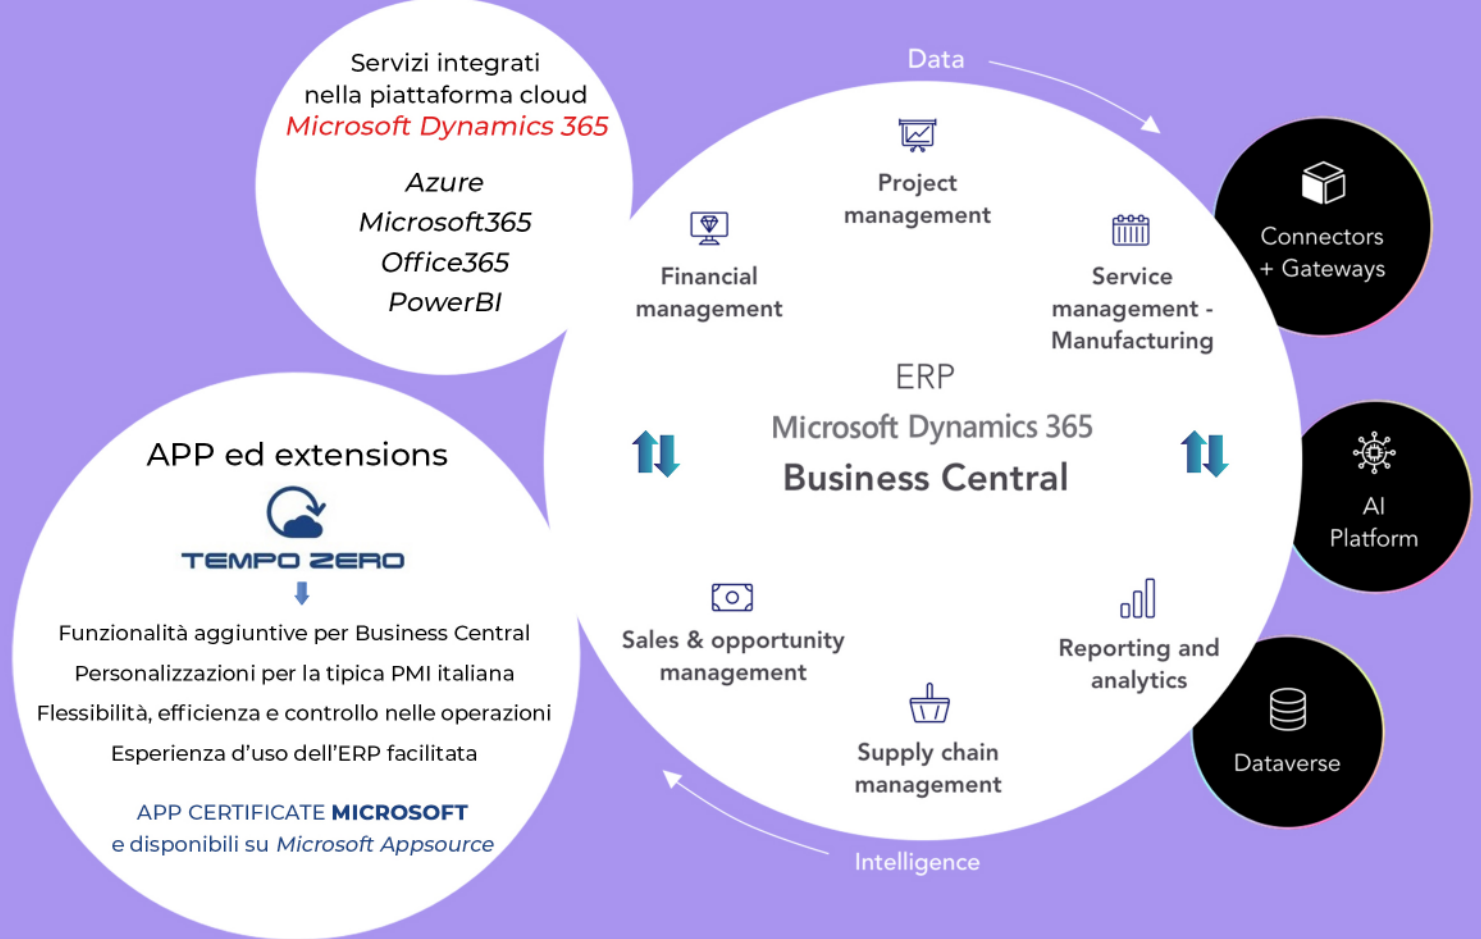 Servizi integrati
nella piattaforma cloud
Microsoft Dynamics 365
Azure
Microsoft365
Office365
PowerBI
APP ed extensions
TEMPO ZERO
Funzionalità aggiuntive per Business Central
Personalizzazioni per la tipica PMI italiana
Flessibilità, efficienza e controllo nelle operazioni
Esperienza d'uso dell'ERP facilitata
APP CERTIFICATE MICROSOFT
e disponibili su Microsoft Appsource
Data
Project
management
Financial
management
Service
management -
Manufacturing
ERP
Microsoft Dynamics 365
Business Central
Sales & opportunity
management
Reporting and
analytics
Supply chain
management
Intelligence
Connectors
+ Gateways
AI
Platform
Dataverse